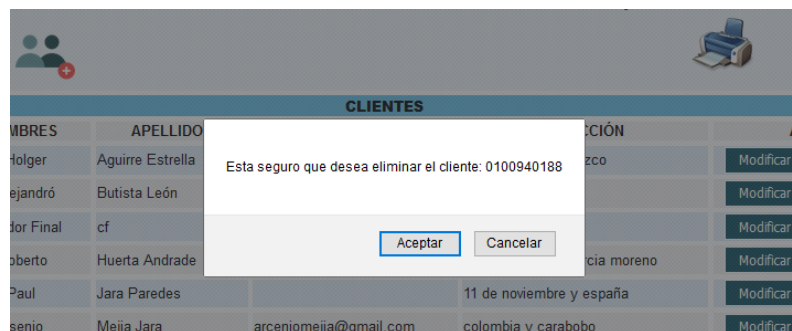 CLIENTES
MBRES APELLIDO CCIÓN
Holger Aguirre Estrella zco Modificar
ejandró Butista León Modificar
dor Final cf Modificar
oberto Huerta Andrade rcia moreno Modificar
Paul Jara Paredes 11 de noviembre y españa Modificar
senio Mejia Jara arceniomejia@gmail.com colombia y carabobo Modificar
Esta seguro que desea eliminar el cliente: 0100940188
Aceptar Cancelar